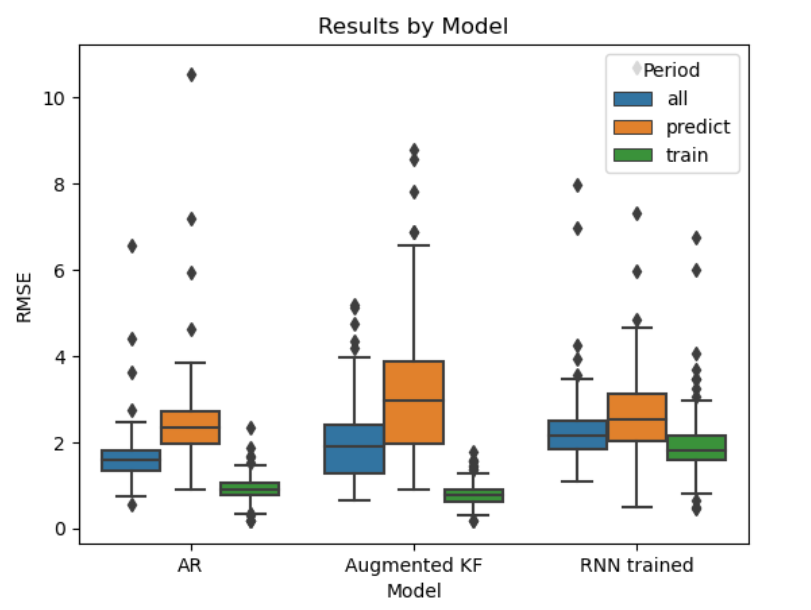 Results by Model
10
8
6
4
2
0
RMSE
Period
all
predict
train
AR
Augmented KF
RNN trained
Model